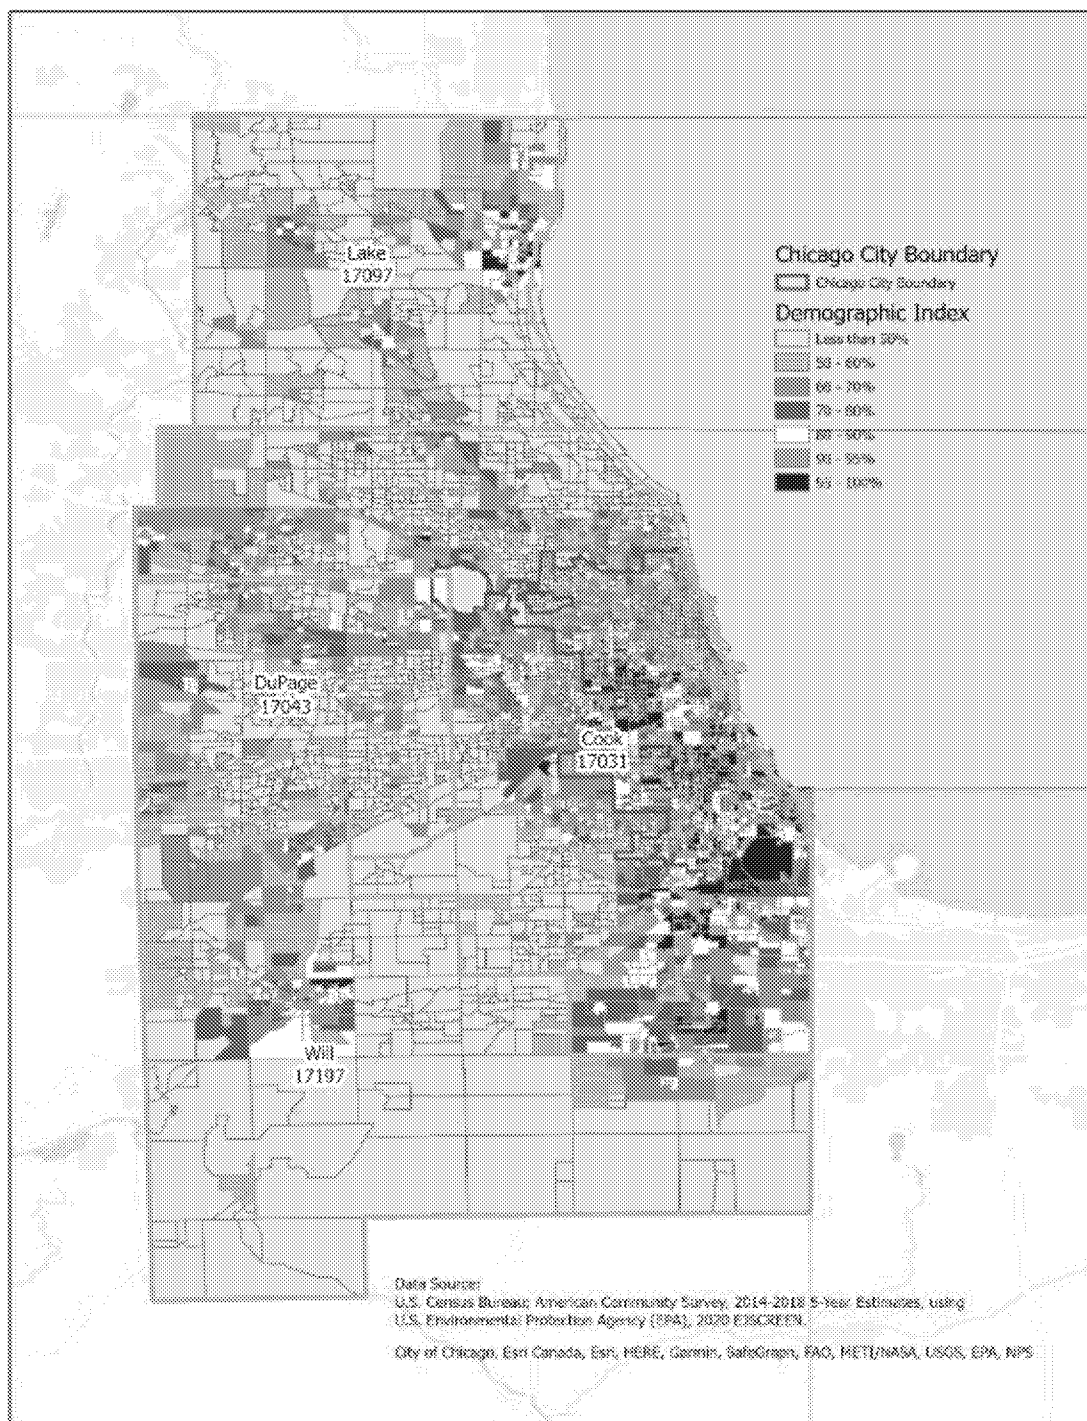 Lake
17097
Chicago City Boundary
Chicago City Boundary
Demographic Index
Less than 50%
50 - 60%
60 - 70%
70 - 80%
80 - 90%
90 - 95%
95 - 100%
DuPage
17043
Cook
17031
Will
17197
Data Source:
U.S. Census Bureau; American Community Survey, 2014-2018 5-Year Estimates, using
U.S. Environmental Protection Agency (EPA), 2020 EJSCREEN.
City of Chicago, Esri Canada, Esri, HERE, Garmin, SafeGraph, FAO, METI/NASA, USGS, EPA, NPS